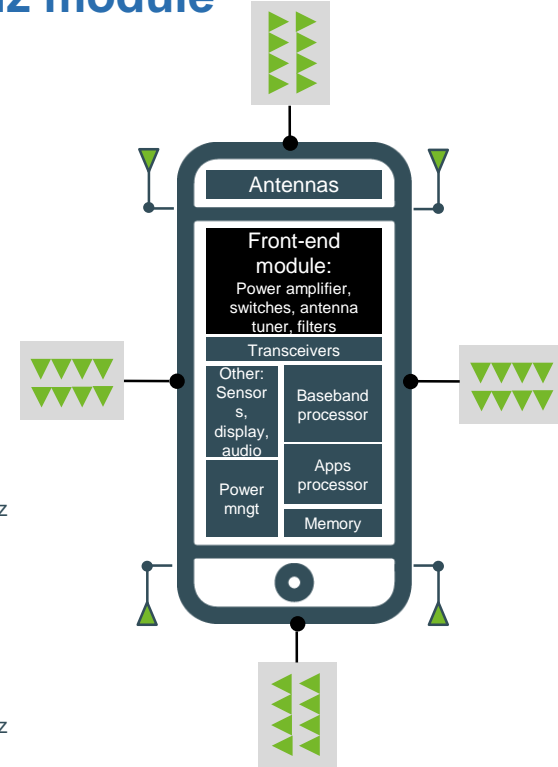 z module
Antennas
Front-end
module:
Power amplifier,
switches, antenna
tuner, filters
Transceivers
Other:
Sensor
s,
display,
audio
Baseband
processor
Power
mngt
Apps
processor
Memory
z
z